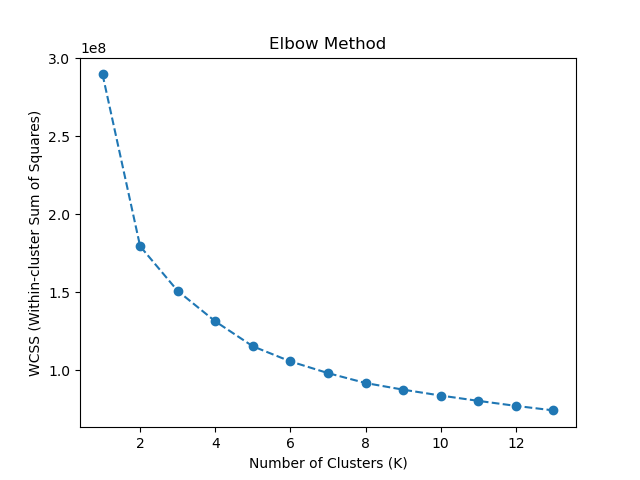 Elbow Method
1e8
3.0
2.5
2.0
1.5
1.0
WCSS (Within-cluster Sum of Squares)
2 4 6 8 10 12
Number of Clusters (K)